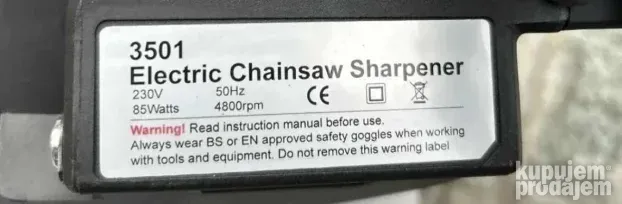 3501
Electric Chainsaw Sharpener
230V 50Hz
85Watts 4800rpm
CE
Warning! Read instruction manual before use.
Always wear BS or EN approved safety goggles when working
with tools and equipment. Do not remove this warning label
kupujem
prodajem